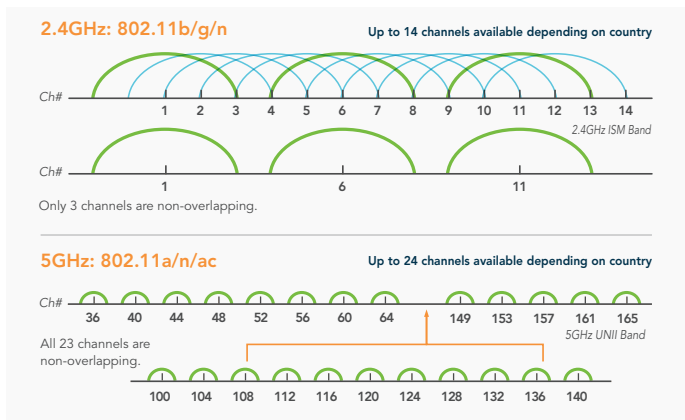 2.4GHz: 802.11b/g/n
Up to 14 channels available depending on country
Ch#
1 2 3 4 5 6 7 8 9 10 11 12 13 14
2.4GHz ISM Band
Ch#
1 6 11
Only 3 channels are non-overlapping.
5GHz: 802.11a/n/ac
Up to 24 channels available depending on country
Ch#
36 40 44 48 52 56 60 64 149 153 157 161 165
5GHz UNII Band
All 23 channels are
non-overlapping.
100 104 108 112 116 120 124 128 132 136 140